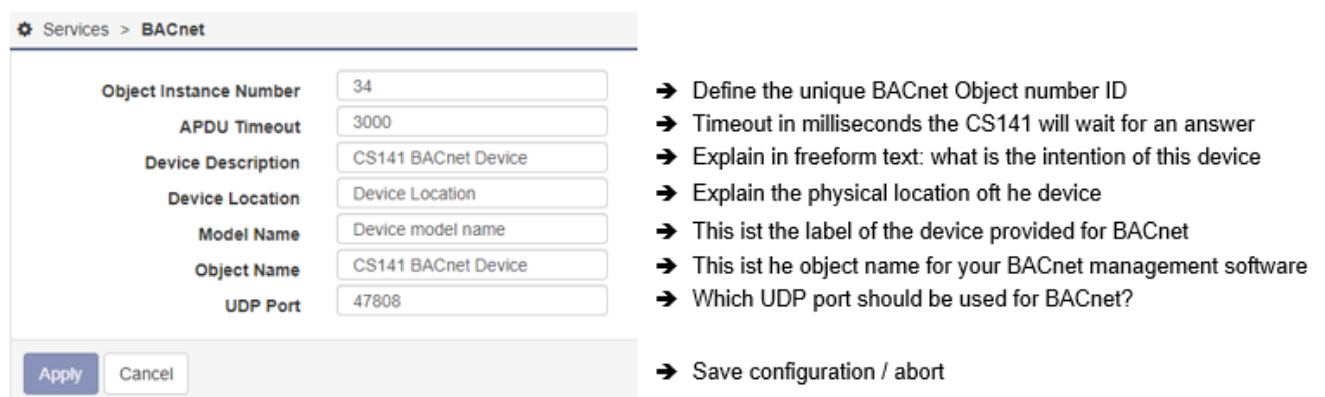 Services > BACnet
Object Instance Number 34 ➔ Define the unique BACnet Object number ID
APDU Timeout 3000 ➔ Timeout in milliseconds the CS141 will wait for an answer
Device Description CS141 BACnet Device ➔ Explain in freeform text: what is the intention of this device
Device Location Device Location ➔ Explain the physical location oft he device
Model Name Device model name ➔ This ist the label of the device provided for BACnet
Object Name CS141 BACnet Device ➔ This ist he object name for your BACnet management software
UDP Port 47808 ➔ Which UDP port should be used for BACnet?
Apply Cancel ➔ Save configuration / abort